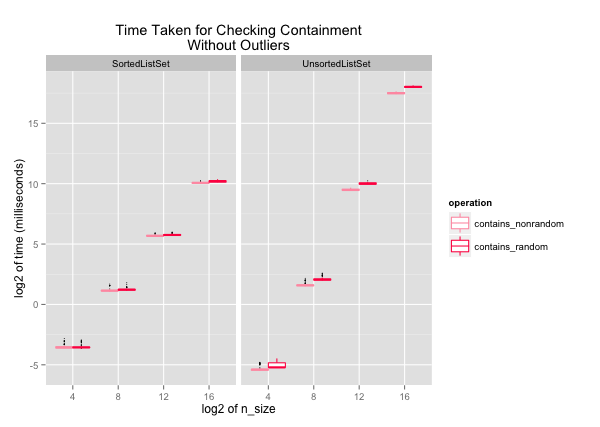 Time Taken for Checking Containment
Without Outliers
SortedListSet
UnsortedListSet
15
10
5
0
-5
log2 of time (milliseconds)
4
8
12
16
4
8
12
16
log2 of n_size
operation
contains_nonrandom
contains_random